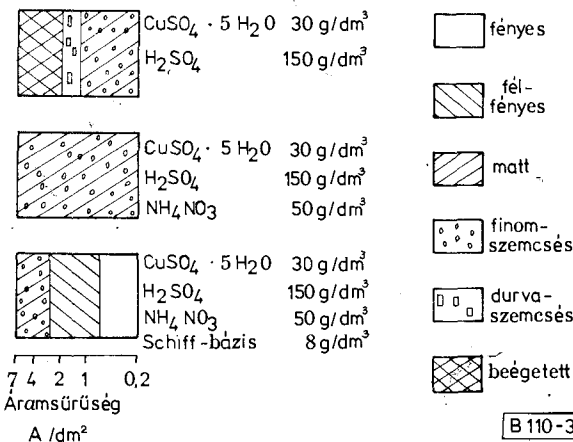 CuSO₄ · 5 H₂O 30 g/dm³
H₂SO₄ 150 g/dm³
CuSO₄ · 5 H₂O 30 g/dm³
H₂SO₄ 150 g/dm³
NH₄NO₃ 50 g/dm³
CuSO₄ · 5 H₂O 30 g/dm³
H₂SO₄ 150 g/dm³
NH₄NO₃ 50 g/dm³
Schiff-bázis 8 g/dm³
7 4 2 1 0,2
Áramsűrűség
A /dm²
fényes
fél-
fényes
matt
finom-
szemcsés
durva-
szemcsés
beégetett
B 110-3